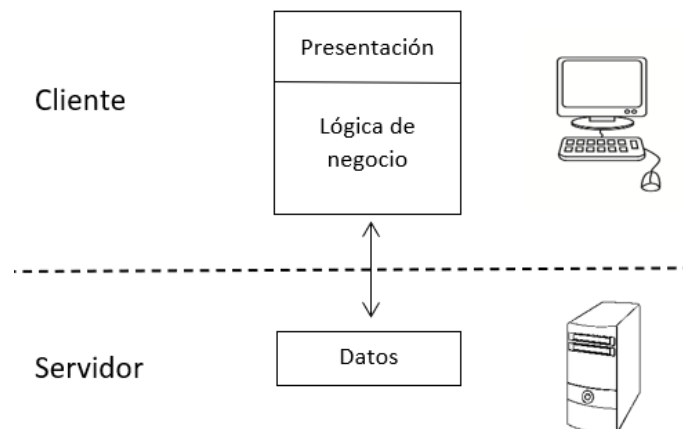 Presentación
Cliente
Lógica de
negocio
Datos
Servidor